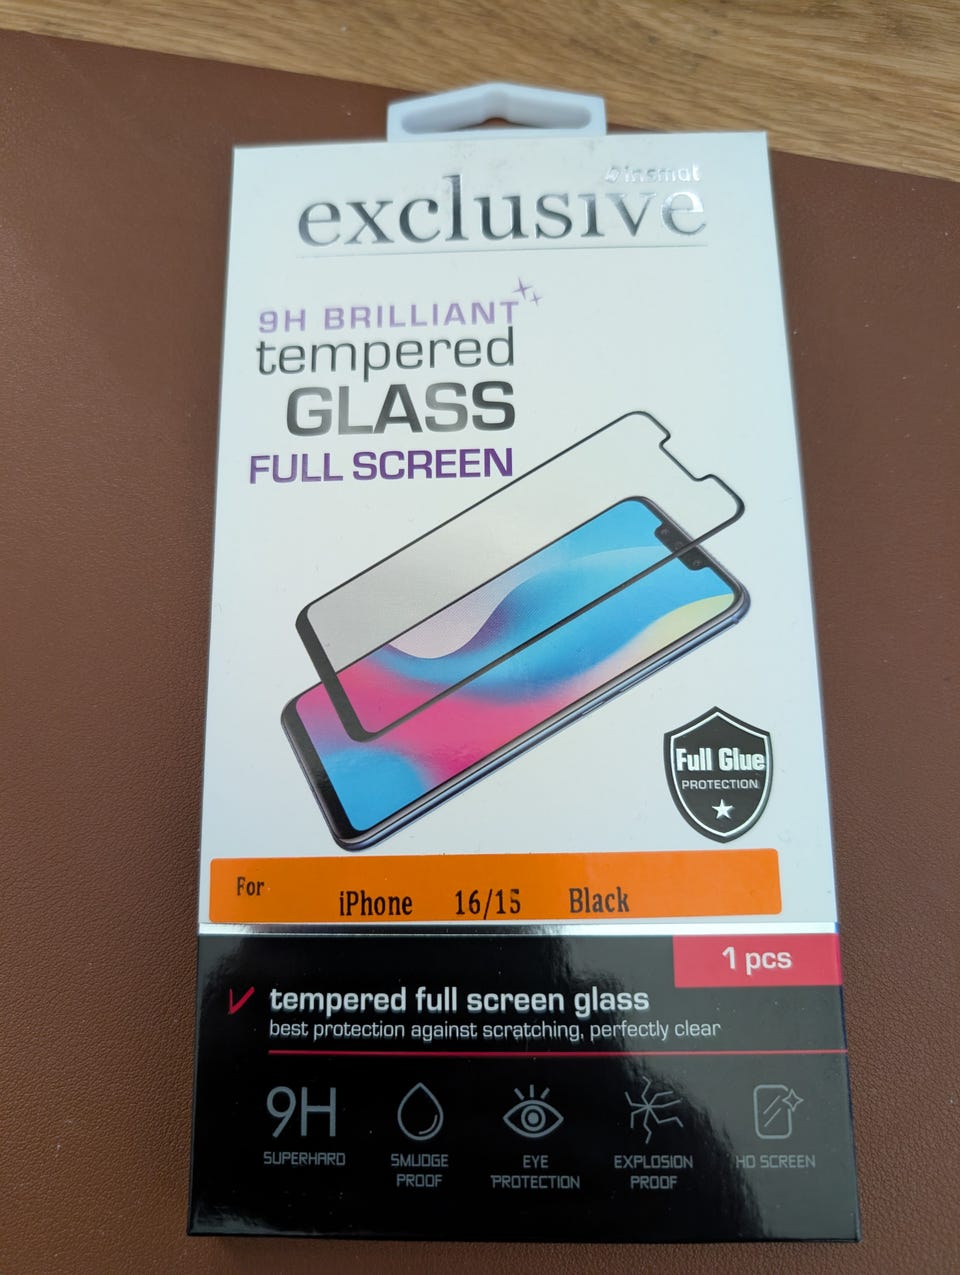 insmat
exclusive
9H BRILLIANT
tempered
GLASS
FULL SCREEN
Full Glue
PROTECTION
For
iPhone 16/15 Black
1 pcs
tempered full screen glass
best protection against scratching, perfectly clear
9H
SUPERHARD
SMUDGE
PROOF
EYE
PROTECTION
EXPLOSION
PROOF
HD SCREEN